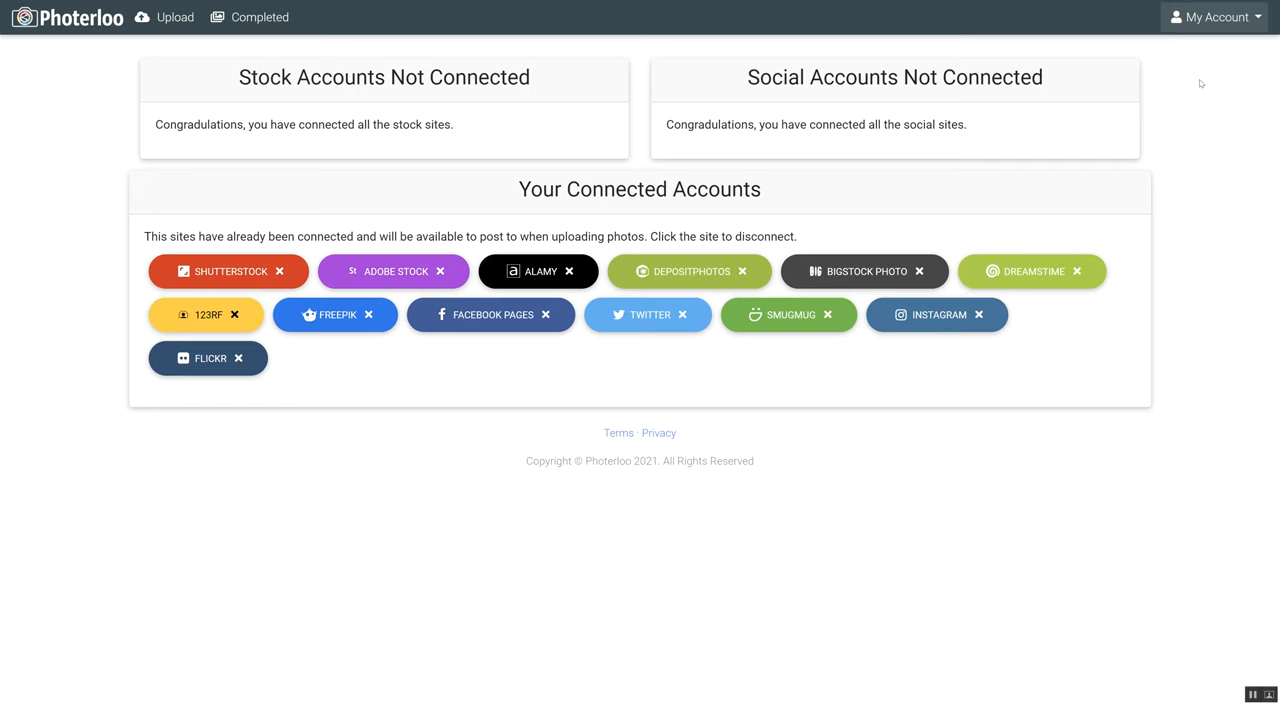 Photerloo Upload Completed My Account
Stock Accounts Not Connected
Congradulations, you have connected all the stock sites.
Social Accounts Not Connected
Congradulations, you have connected all the social sites.
Your Connected Accounts
This sites have already been connected and will be available to post to when uploading photos. Click the site to disconnect.
SHUTTERSTOCK St ADOBE STOCK a ALAMY DEPOSITPHOTOS BIG BIGSTOCK PHOTO DREAMSTIME
123RF FREEPIK f FACEBOOK PAGES TWITTER SMUGMUG INSTAGRAM
FLICKR
Terms · Privacy
Copyright © Photerloo 2021. All Rights Reserved